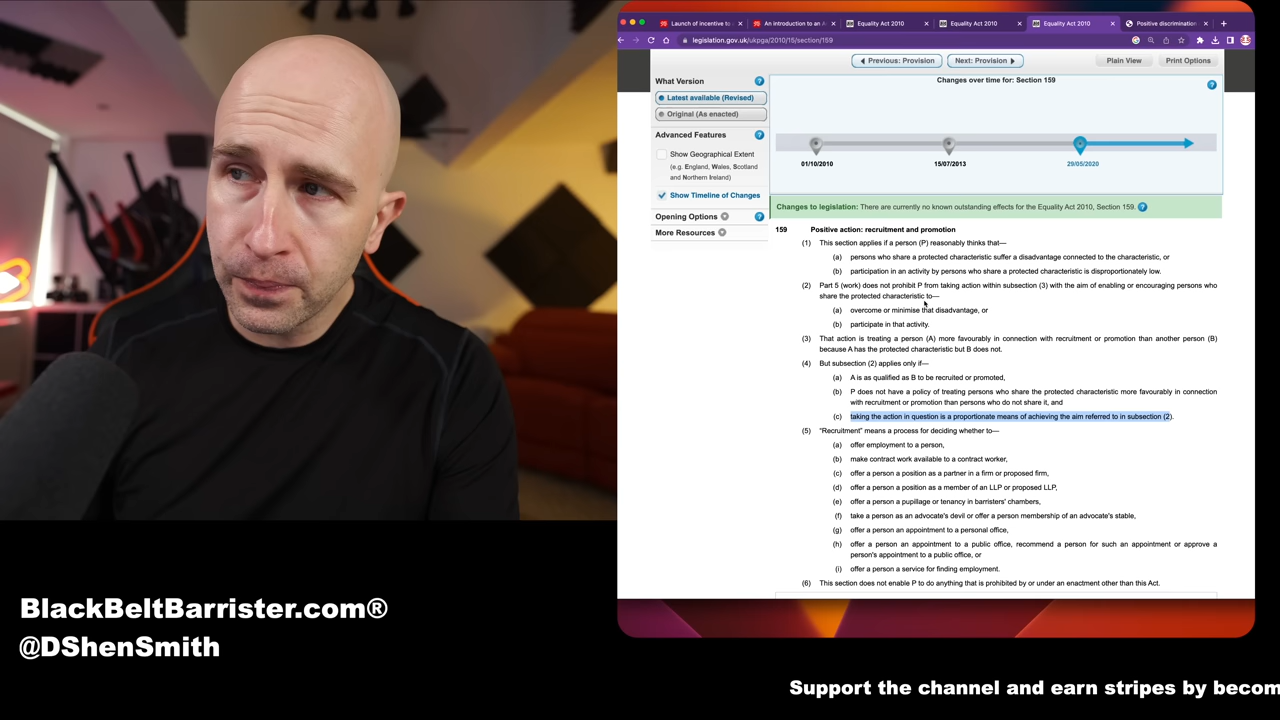 Launch of incentive to
An introduction to an A
Equality Act 2010
Equality Act 2010
Equality Act 2010
Positive discrimination
legislation.gov.uk/ukpga/2010/15/section/159
Previous: Provision
Next: Provision
Plain View
Print Options
What Version
Latest available (Revised)
Original (As enacted)
Advanced Features
Show Geographical Extent
(e.g. England, Wales, Scotland
and Northern Ireland)
Show Timeline of Changes
Opening Options
More Resources
Changes over time for: Section 159
01/10/2010
15/07/2013
29/05/2020
Changes to legislation: There are currently no known outstanding effects for the Equality Act 2010, Section 159.
159 Positive action: recruitment and promotion
(1) This section applies if a person (P) reasonably thinks that—
(a) persons who share a protected characteristic suffer a disadvantage connected to the characteristic, or
(b) participation in an activity by persons who share a protected characteristic is disproportionately low.
(2) Part 5 (work) does not prohibit P from taking action within subsection (3) with the aim of enabling or encouraging persons who
share the protected characteristic to—
(a) overcome or minimise that disadvantage, or
(b) participate in that activity.
(3) That action is treating a person (A) more favourably in connection with recruitment or promotion than another person (B)
because A has the protected characteristic but B does not.
(4) But subsection (2) applies only if—
(a) A is as qualified as B to be recruited or promoted,
(b) P does not have a policy of treating persons who share the protected characteristic more favourably in connection
with recruitment or promotion than persons who do not share it, and
(c) taking the action in question is a proportionate means of achieving the aim referred to in subsection (2).
(5) “Recruitment” means a process for deciding whether to—
(a) offer employment to a person,
(b) make contract work available to a contract worker,
(c) offer a person a position as a partner in a firm or proposed firm,
(d) offer a person a position as a member of an LLP or proposed LLP,
(e) offer a person a pupillage or tenancy in barristers' chambers,
(f) take a person as an advocate's devil or offer a person membership of an advocate's stable,
(g) offer a person an appointment to a personal office,
(h) offer a person an appointment to a public office, recommend a person for such an appointment or approve a
person's appointment to a public office, or
(i) offer a person a service for finding employment.
(6) This section does not enable P to do anything that is prohibited by or under an enactment other than this Act.
BlackBeltBarrister.com®
@DShenSmith
Support the channel and earn stripes by becom